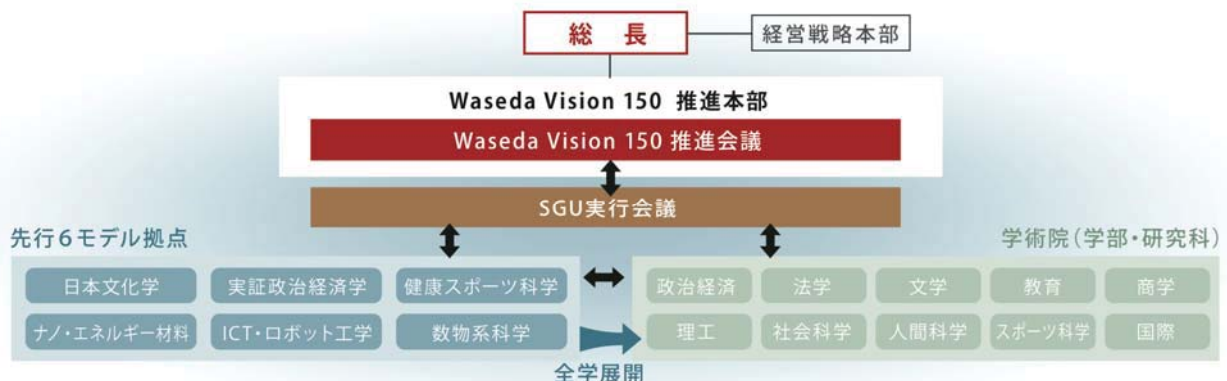 総 長
経営戦略本部
Waseda Vision 150 推進本部
Waseda Vision 150 推進会議
SGU実行会議
先行6モデル拠点
学術院(学部・研究科)
日本文化学
実証政治経済学
健康スポーツ科学
ナノ・エネルギー材料
ICT・ロボット工学
数物系科学
政治経済
法学
文学
教育
商学
理工
社会科学
人間科学
スポーツ科学
国際
全学展開